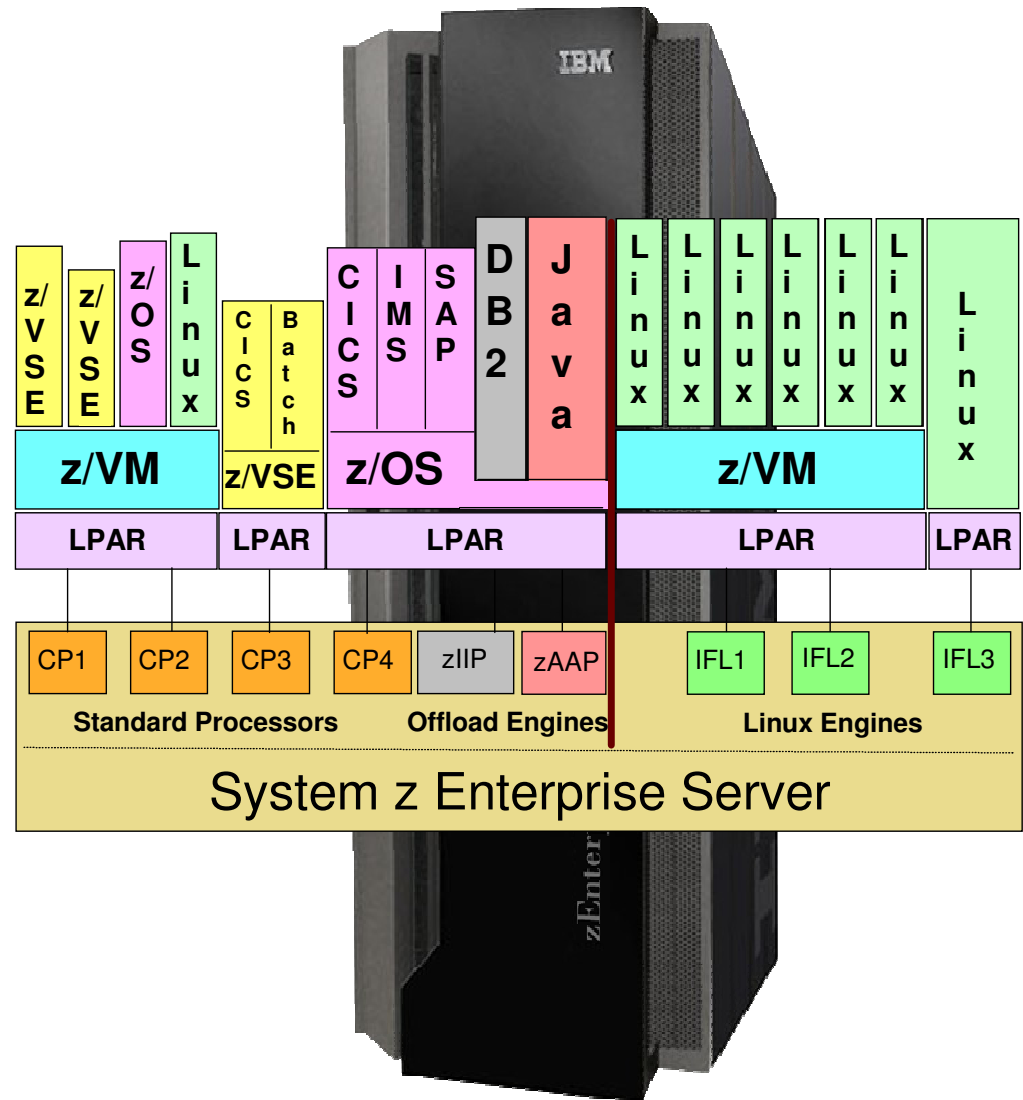 IBM
z/VSE
z/VSE
z/OS
Linux
CICS
Batch
CICS
IMS
SAP
DB2
Java
Linux
Linux
Linux
Linux
Linux
Linux
Linux
z/VM
z/VSE
z/OS
z/VM
LPAR
LPAR
LPAR
LPAR
LPAR
CP1
CP2
CP3
CP4
zIIP
zAAP
IFL1
IFL2
IFL3
Standard Processors
Offload Engines
Linux Engines
System z Enterprise Server
zEnter